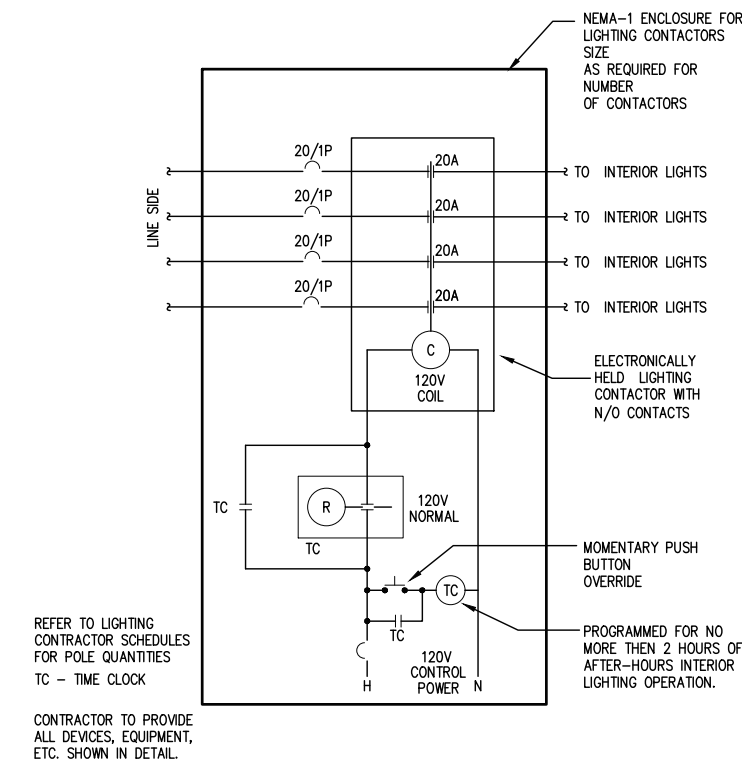 NEMA-1 ENCLOSURE FOR
LIGHTING CONTACTORS
SIZE
AS REQUIRED FOR
NUMBER
OF CONTACTORS
20/1P
20A
TO INTERIOR LIGHTS
20/1P
20A
TO INTERIOR LIGHTS
LINE SIDE
20/1P
20A
TO INTERIOR LIGHTS
20/1P
20A
TO INTERIOR LIGHTS
C
120V
COIL
ELECTRONICALLY
HELD LIGHTING
CONTACTOR WITH
N/O CONTACTS
TC
R
120V
NORMAL
TC
MOMENTARY PUSH
BUTTON
OVERRIDE
TC
TC
PROGRAMMED FOR NO
MORE THEN 2 HOURS OF
AFTER-HOURS INTERIOR
LIGHTING OPERATION.
120V
CONTROL
POWER
H
N
REFER TO LIGHTING
CONTRACTOR SCHEDULES
FOR POLE QUANTITIES
TC - TIME CLOCK
CONTRACTOR TO PROVIDE
ALL DEVICES, EQUIPMENT,
ETC. SHOWN IN DETAIL.